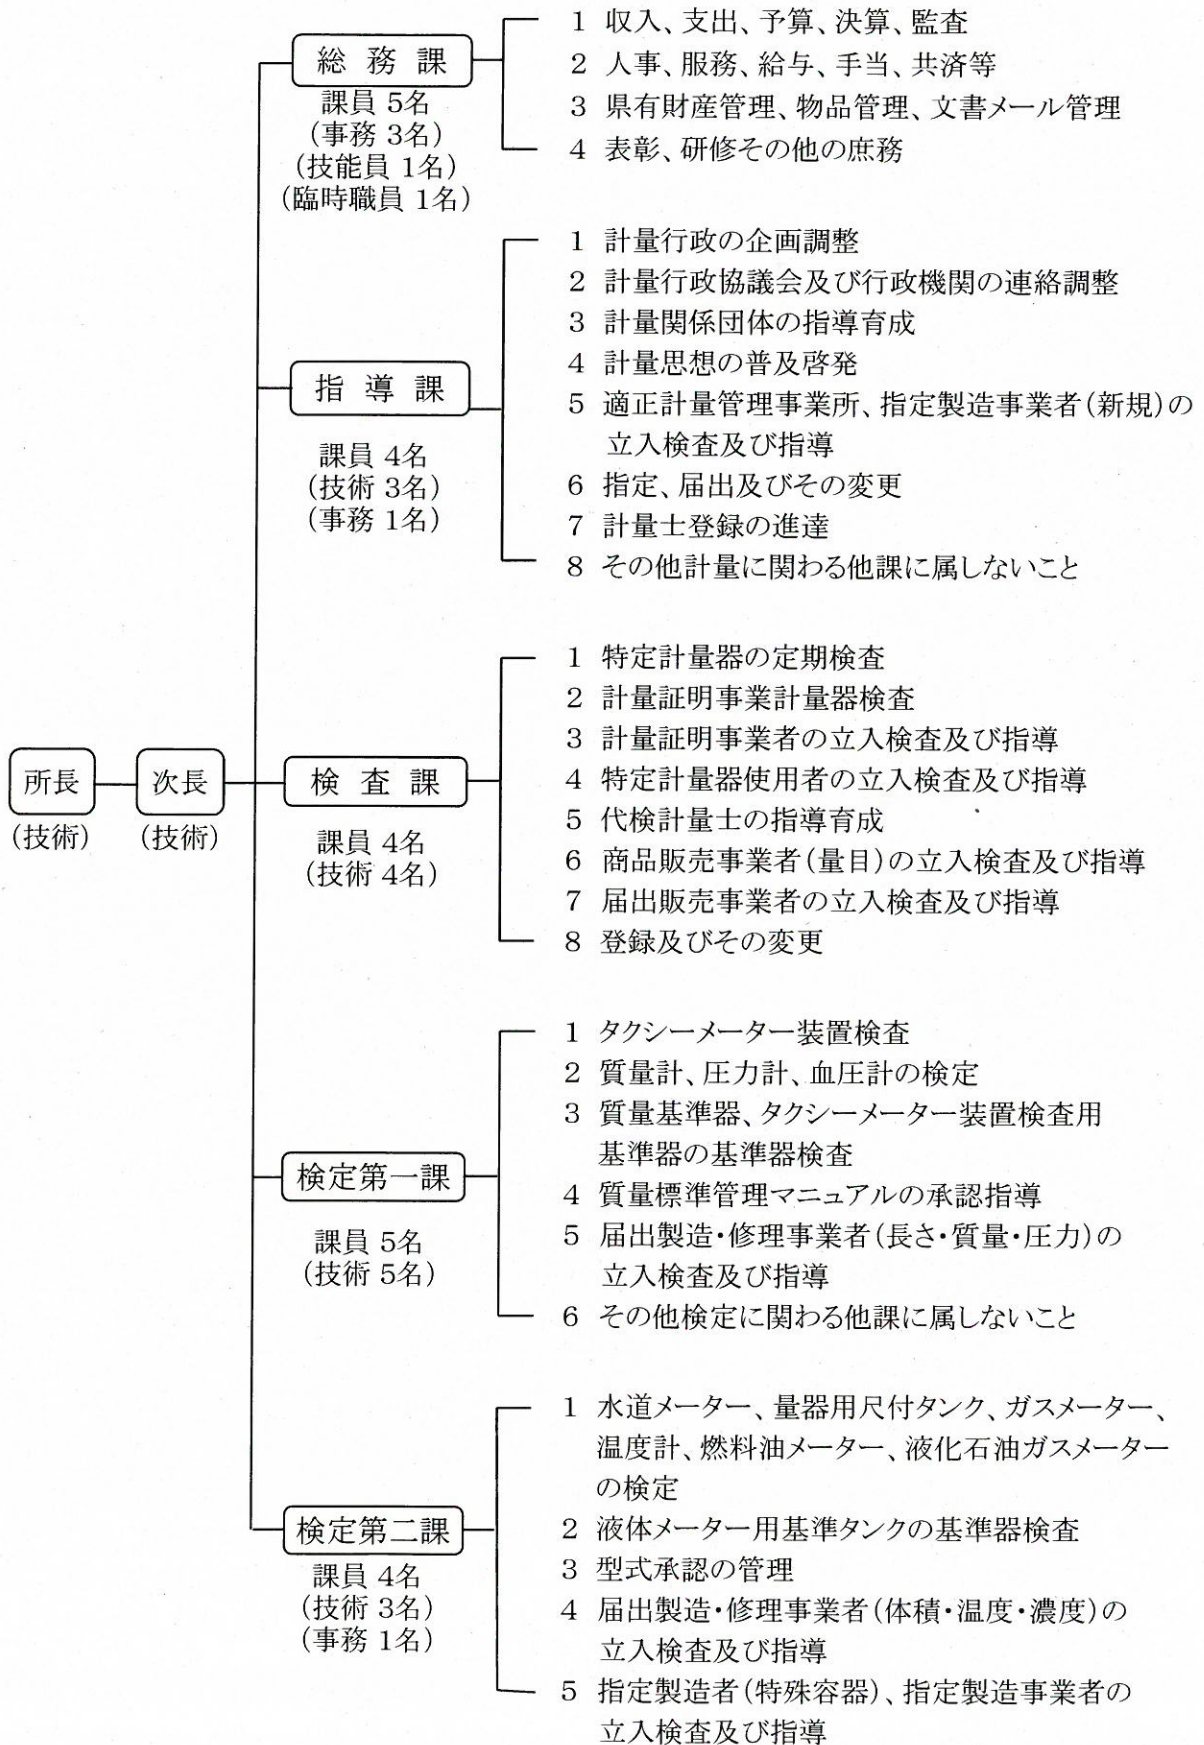 総務課
課員 5名
(事務 3名)
(技能員 1名)
(臨時職員 1名)
1 収入、支出、予算、決算、監査
2 人事、服務、給与、手当、共済等
3 県有財産管理、物品管理、文書メール管理
4 表彰、研修その他の庶務
指導課
課員 4名
(技術 3名)
(事務 1名)
1 計量行政の企画調整
2 計量行政協議会及び行政機関の連絡調整
3 計量関係団体の指導育成
4 計量思想の普及啓発
5 適正計量管理事業所、指定製造事業者(新規)の
立入検査及び指導
6 指定、届出及びその変更
7 計量士登録の進達
8 その他計量に関わる他課に属しないこと
所長
(技術)
次長
(技術)
検査課
課員 4名
(技術 4名)
1 特定計量器の定期検査
2 計量証明事業計量器検査
3 計量証明事業者の立入検査及び指導
4 特定計量器使用者の立入検査及び指導
5 代検計量士の指導育成
6 商品販売事業者(量目)の立入検査及び指導
7 届出販売事業者の立入検査及び指導
8 登録及びその変更
検定第一課
課員 5名
(技術 5名)
1 タクシーメーター装置検査
2 質量計、圧力計、血圧計の検定
3 質量基準器、タクシーメーター装置検査用
基準器の基準器検査
4 質量標準管理マニュアルの承認指導
5 届出製造・修理事業者(長さ・質量・圧力)の
立入検査及び指導
6 その他検定に関わる他課に属しないこと
検定第二課
課員 4名
(技術 3名)
(事務 1名)
1 水道メーター、量器用尺付タンク、ガスメーター、
温度計、燃料油メーター、液化石油ガスメーター
の検定
2 液体メーター用基準タンクの基準器検査
3 型式承認の管理
4 届出製造・修理事業者(体積・温度・濃度)の
立入検査及び指導
5 指定製造者(特殊容器)、指定製造事業者の
立入検査及び指導